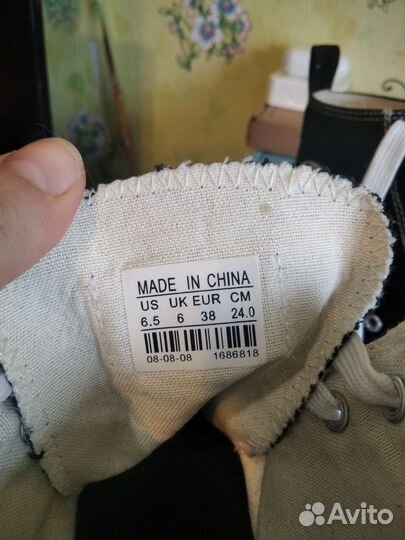 MADE IN CHINA
US UK EUR CM
6.5 6 38 24.0
08-08-08 1686818
Avito